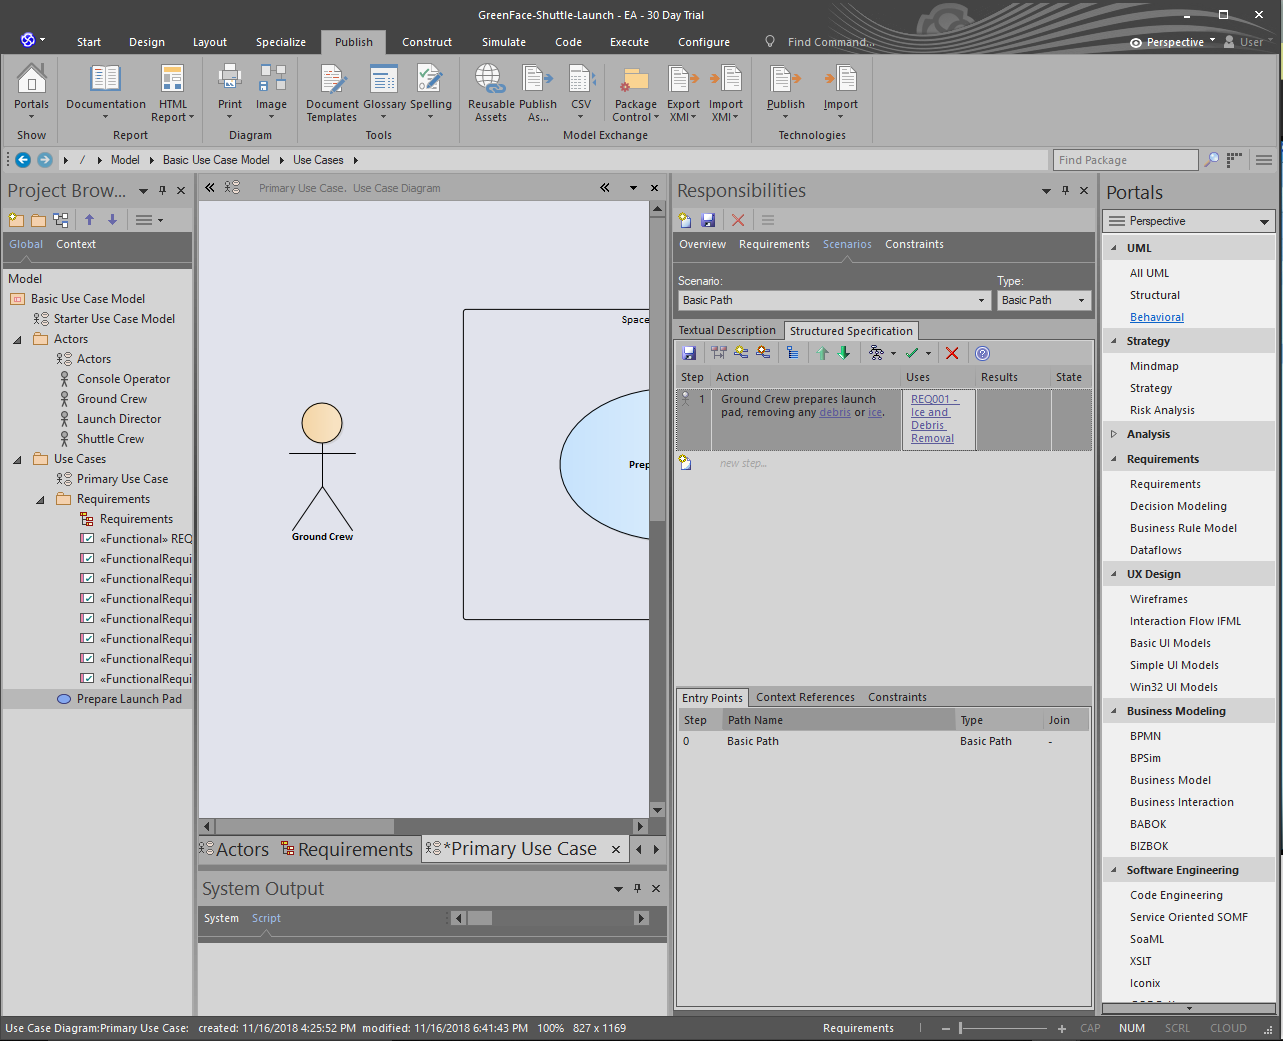 GreenFace-Shuttle-Launch - EA - 30 Day Trial
Start Design Layout Specialize Publish Construct Simulate Code Execute Configure Find Command... Perspective User
Portals Documentation HTML Report Print Image Document Templates Glossary Spelling Reusable Assets Publish As... CSV Package Control Export XMI Import XMI Publish Import
Show Report Diagram Tools Model Exchange Technologies
/ Model Basic Use Case Model Use Cases Find Package
Project Brow...
Global Context
Model
Basic Use Case Model
Starter Use Case Model
Actors
Actors
Console Operator
Ground Crew
Launch Director
Shuttle Crew
Use Cases
Primary Use Case
Requirements
Requirements
«Functional» REQ
«FunctionalRequi
«FunctionalRequi
«FunctionalRequi
«FunctionalRequi
«FunctionalRequi
«FunctionalRequi
«FunctionalRequi
Prepare Launch Pad
Primary Use Case. Use Case Diagram
Space
Prep
Ground Crew
Actors Requirements *Primary Use Case
System Output
System Script
Responsibilities
Overview Requirements Scenarios Constraints
Scenario: Type:
Basic Path Basic Path
Textual Description Structured Specification
Step Action Uses Results State
1 Ground Crew prepares launch pad, removing any debris or ice. REQ001 - Ice and Debris Removal
new step...
Entry Points Context References Constraints
Step Path Name Type Join
0 Basic Path Basic Path -
Portals
Perspective
UML
All UML
Structural
Behavioral
Strategy
Mindmap
Strategy
Risk Analysis
Analysis
Requirements
Requirements
Decision Modeling
Business Rule Model
Dataflows
UX Design
Wireframes
Interaction Flow IFML
Basic UI Models
Simple UI Models
Win32 UI Models
Business Modeling
BPMN
BPSim
Business Model
Business Interaction
BABOK
BIZBOK
Software Engineering
Code Engineering
Service Oriented SOMF
SoaML
XSLT
Iconix
Use Case Diagram:Primary Use Case: created: 11/16/2018 4:25:52 PM modified: 11/16/2018 6:41:43 PM 100% 827 x 1169 Requirements CAP NUM SCRL CLOUD